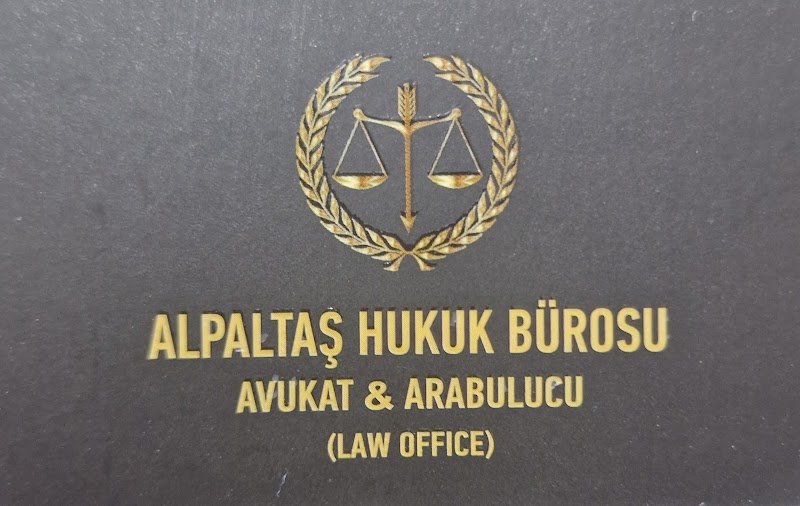 ALPALTAŞ HUKUK BÜROSU
AVUKAT & ARABULUCU
(LAW OFFICE)